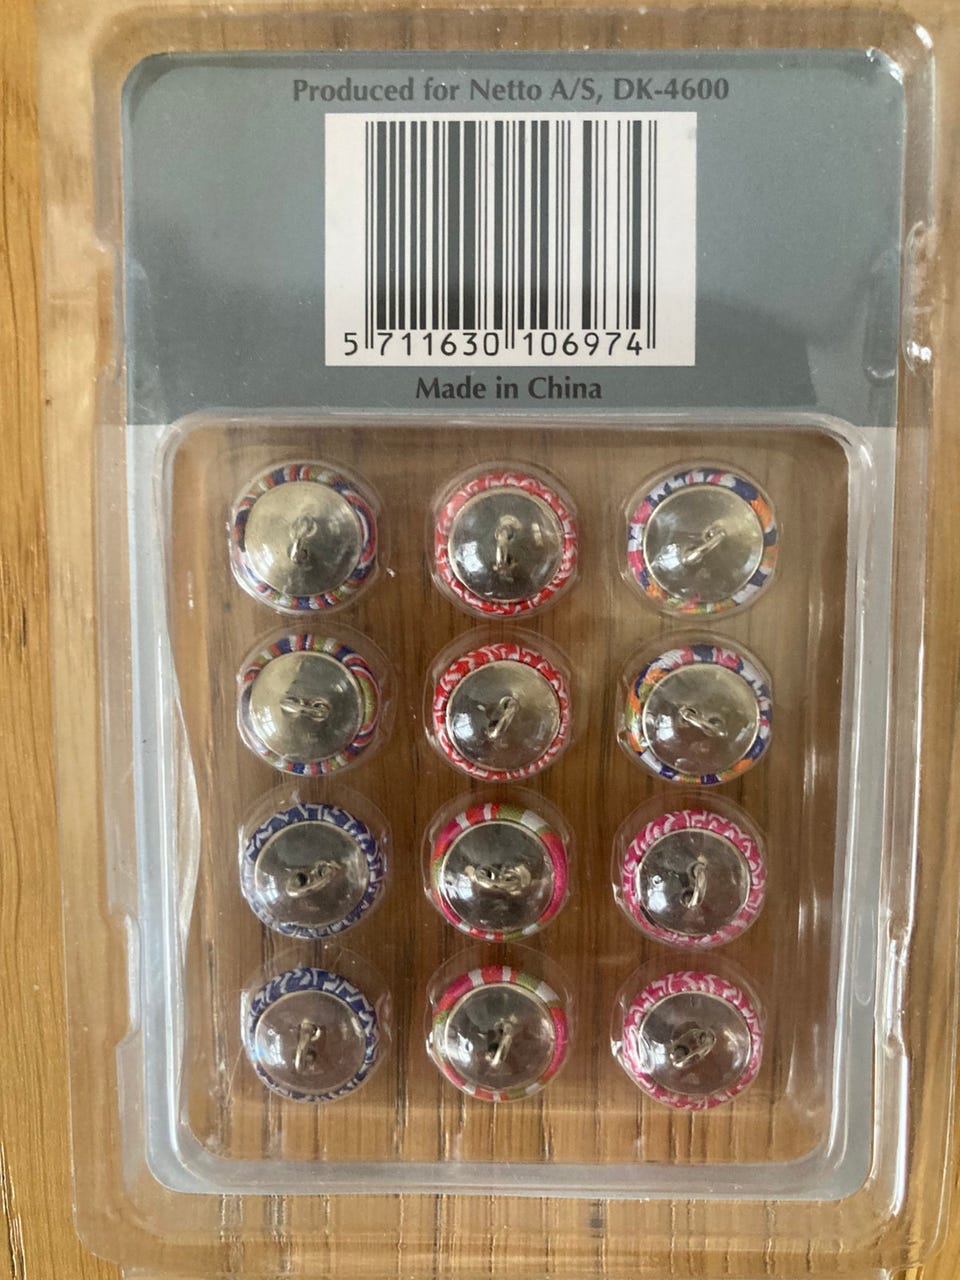 Produced for Netto A/S, DK-4600
5 711630 106974
Made in China